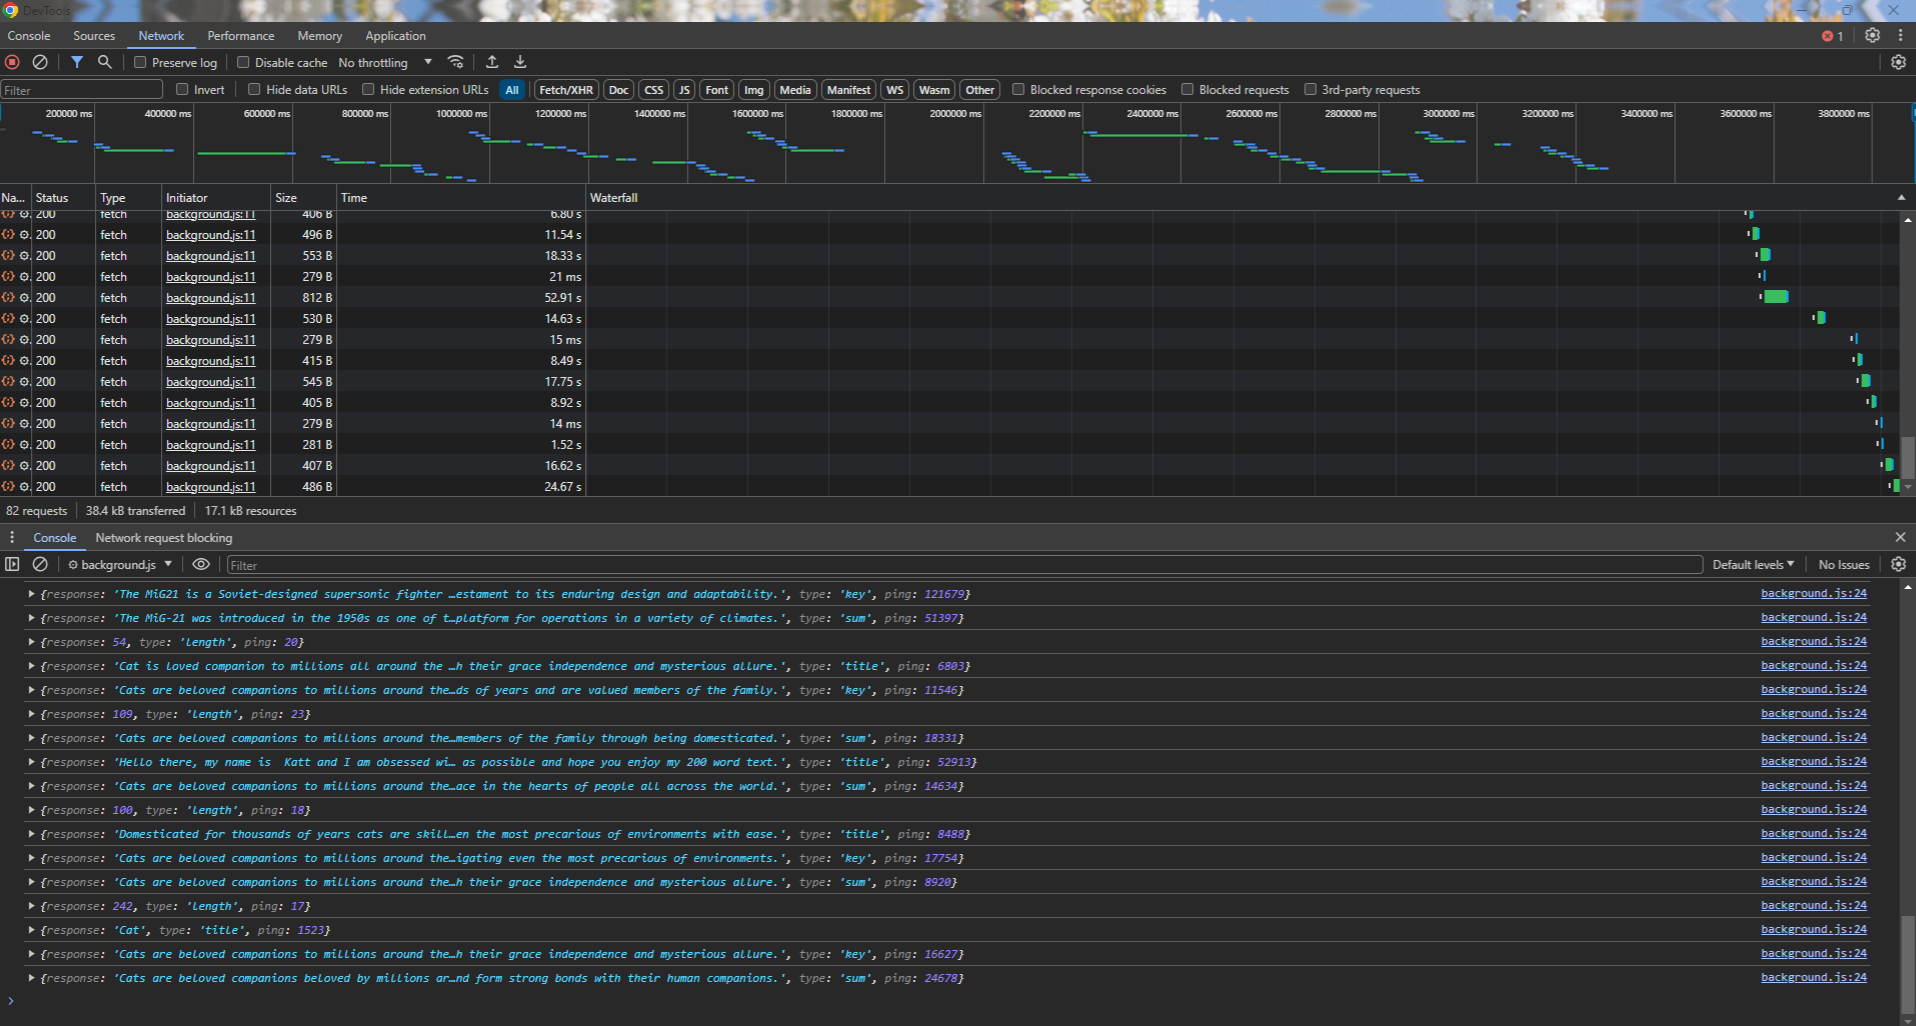 DevTools
Console Sources Network Performance Memory Application 1
Preserve log Disable cache No throttling
Filter Invert Hide data URLs Hide extension URLs All Fetch/XHR Doc CSS JS Font Img Media Manifest WS Wasm Other Blocked response cookies Blocked requests 3rd-party requests
200000 ms 400000 ms 600000 ms 800000 ms 1000000 ms 1200000 ms 1400000 ms 1600000 ms 1800000 ms 2000000 ms 2200000 ms 2400000 ms 2600000 ms 2800000 ms 3000000 ms 3200000 ms 3400000 ms 3600000 ms 3800000 ms
Na... Status Type Initiator Size Time Waterfall
200 fetch background.js:11 406 B 6.80 s
200 fetch background.js:11 496 B 11.54 s
200 fetch background.js:11 553 B 18.33 s
200 fetch background.js:11 279 B 21 ms
200 fetch background.js:11 812 B 52.91 s
200 fetch background.js:11 530 B 14.63 s
200 fetch background.js:11 279 B 15 ms
200 fetch background.js:11 415 B 8.49 s
200 fetch background.js:11 545 B 17.75 s
200 fetch background.js:11 405 B 8.92 s
200 fetch background.js:11 279 B 14 ms
200 fetch background.js:11 281 B 1.52 s
200 fetch background.js:11 407 B 16.62 s
200 fetch background.js:11 486 B 24.67 s
82 requests 38.4 kB transferred 17.1 kB resources
Console Network request blocking
background.js Filter Default levels No Issues
{response: 'The MiG21 is a Soviet-designed supersonic fighter …estament to its enduring design and adaptability.', type: 'key', ping: 121679} background.js:24
{response: 'The MiG-21 was introduced in the 1950s as one of t…platform for operations in a variety of climates.', type: 'sum', ping: 51397} background.js:24
{response: 54, type: 'length', ping: 20} background.js:24
{response: 'Cat is loved companion to millions all around the …h their grace independence and mysterious allure.', type: 'title', ping: 6803} background.js:24
{response: 'Cats are beloved companions to millions around the…ds of years and are valued members of the family.', type: 'key', ping: 11546} background.js:24
{response: 109, type: 'length', ping: 23} background.js:24
{response: 'Cats are beloved companions to millions around the…members of the family through being domesticated.', type: 'sum', ping: 18331} background.js:24
{response: 'Hello there, my name is  Katt and I am obsessed wi… as possible and hope you enjoy my 200 word text.', type: 'title', ping: 52913} background.js:24
{response: 'Cats are beloved companions to millions around the…ace in the hearts of people all across the world.', type: 'sum', ping: 14634} background.js:24
{response: 100, type: 'length', ping: 18} background.js:24
{response: 'Domesticated for thousands of years cats are skill…en the most precarious of environments with ease.', type: 'title', ping: 8488} background.js:24
{response: 'Cats are beloved companions to millions around the…igating even the most precarious of environments.', type: 'key', ping: 17754} background.js:24
{response: 'Cats are beloved companions to millions around the…h their grace independence and mysterious allure.', type: 'sum', ping: 8920} background.js:24
{response: 242, type: 'length', ping: 17} background.js:24
{response: 'Cat', type: 'title', ping: 1523} background.js:24
{response: 'Cats are beloved companions to millions around the…h their grace independence and mysterious allure.', type: 'key', ping: 16627} background.js:24
{response: 'Cats are beloved companions beloved by millions ar…nd form strong bonds with their human companions.', type: 'sum', ping: 24678} background.js:24